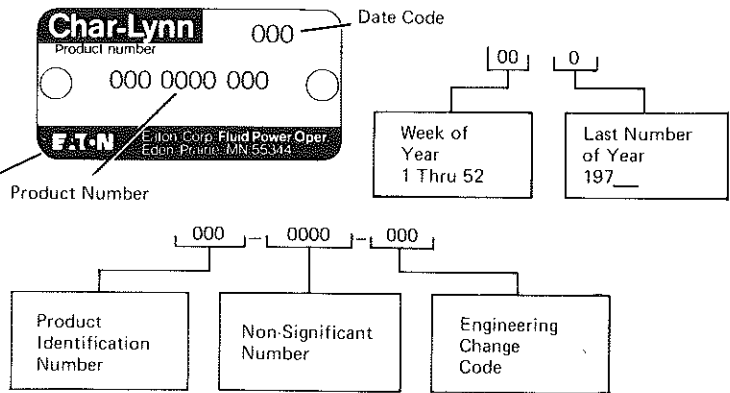 Char-Lynn
000
Date Code
Product number
000 0000 000
E•T•N
Eaton Corp. Fluid Power Oper
Eden Prairie, MN 55344
Product Number
00 0
Week of
Year
1 Thru 52
Last Number
of Year
197__
000-0000-000
Product
Identification
Number
Non-Significant
Number
Engineering
Change
Code